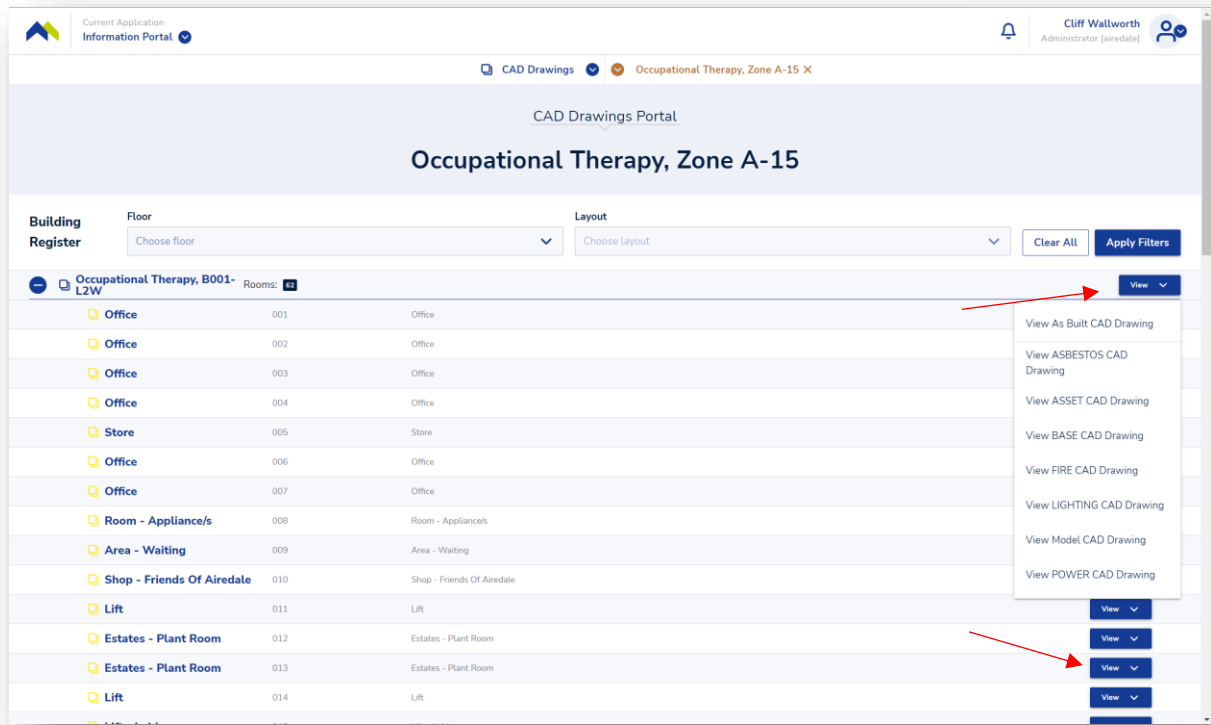 Current Application
Information Portal
Cliff Wallworth
Administrator [airedale]
CAD Drawings
Occupational Therapy, Zone A-15
CAD Drawings Portal
Occupational Therapy, Zone A-15
Building
Register
Floor
Choose floor
Layout
Choose layout
Clear All
Apply Filters
Occupational Therapy, B001-
L2W
Rooms: 62
View
View As Built CAD Drawing
View ASBESTOS CAD
Drawing
View ASSET CAD Drawing
View BASE CAD Drawing
View FIRE CAD Drawing
View LIGHTING CAD Drawing
View Model CAD Drawing
View POWER CAD Drawing
Office 001 Office
Office 002 Office
Office 003 Office
Office 004 Office
Store 005 Store
Office 006 Office
Office 007 Office
Room - Appliance/s 008 Room - Appliance/s
Area - Waiting 009 Area - Waiting
Shop - Friends Of Airedale 010 Shop - Friends Of Airedale
Lift 011 Lift View
Estates - Plant Room 012 Estates - Plant Room View
Estates - Plant Room 013 Estates - Plant Room View
Lift 014 Lift View